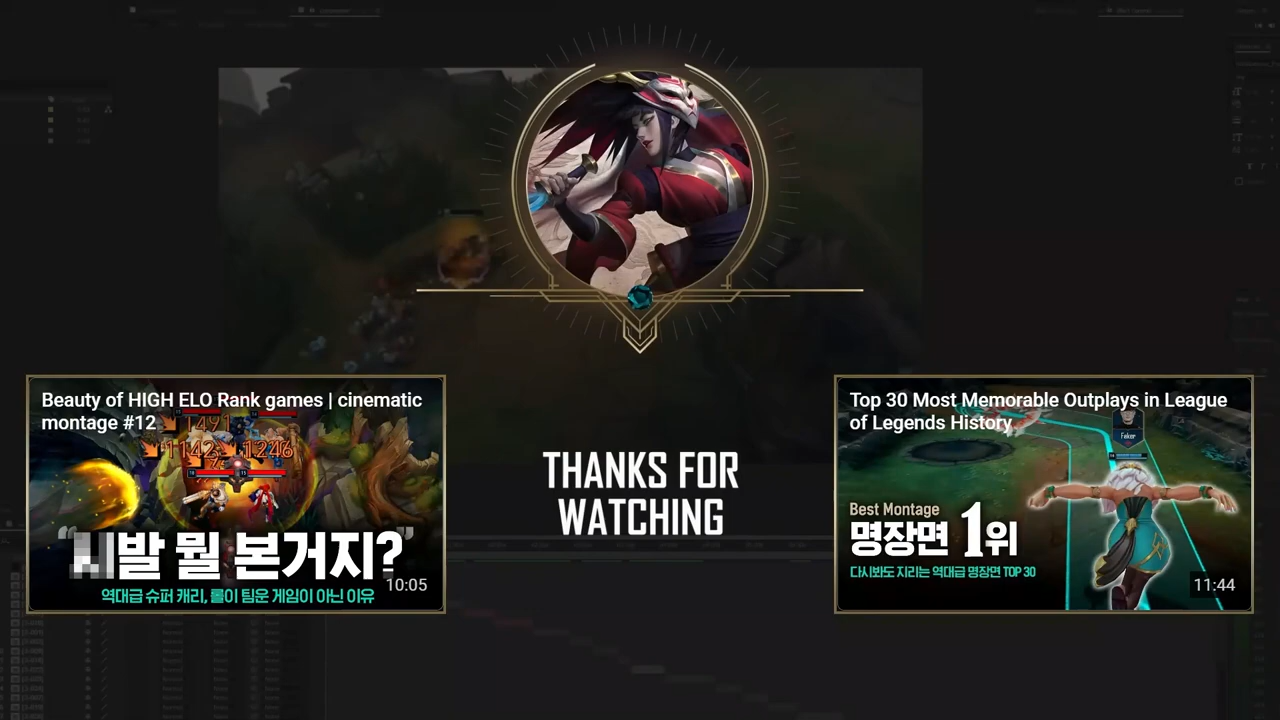 Beauty of HIGH ELO Rank games | cinematic
montage #12
1491
1142
1246
발 뭘 본거지?"
역대급 슈퍼 캐리, 롤이 팀운 게임이 아닌 이유
10:05
THANKS FOR
WATCHING
Top 30 Most Memorable Outplays in League
of Legends History
Faker
Best Montage
명장면 1위
다시봐도 지리는 역대급 명장면 TOP 30
11:44